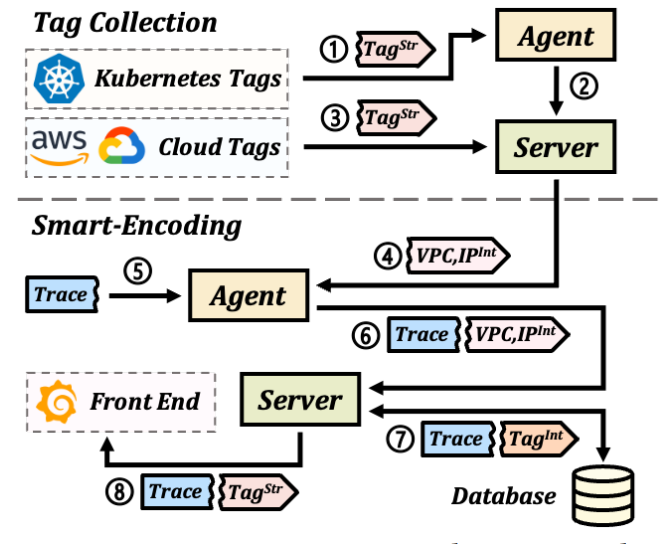 Tag Collection
① Tag^Str
Agent
Kubernetes Tags
②
③ Tag^Str
aws Cloud Tags
Server
Smart-Encoding
④ VPC,IP^Int
⑤
Trace
Agent
⑥ Trace VPC,IP^Int
Front End
Server
⑦ Trace Tag^Int
⑧ Trace Tag^Str
Database